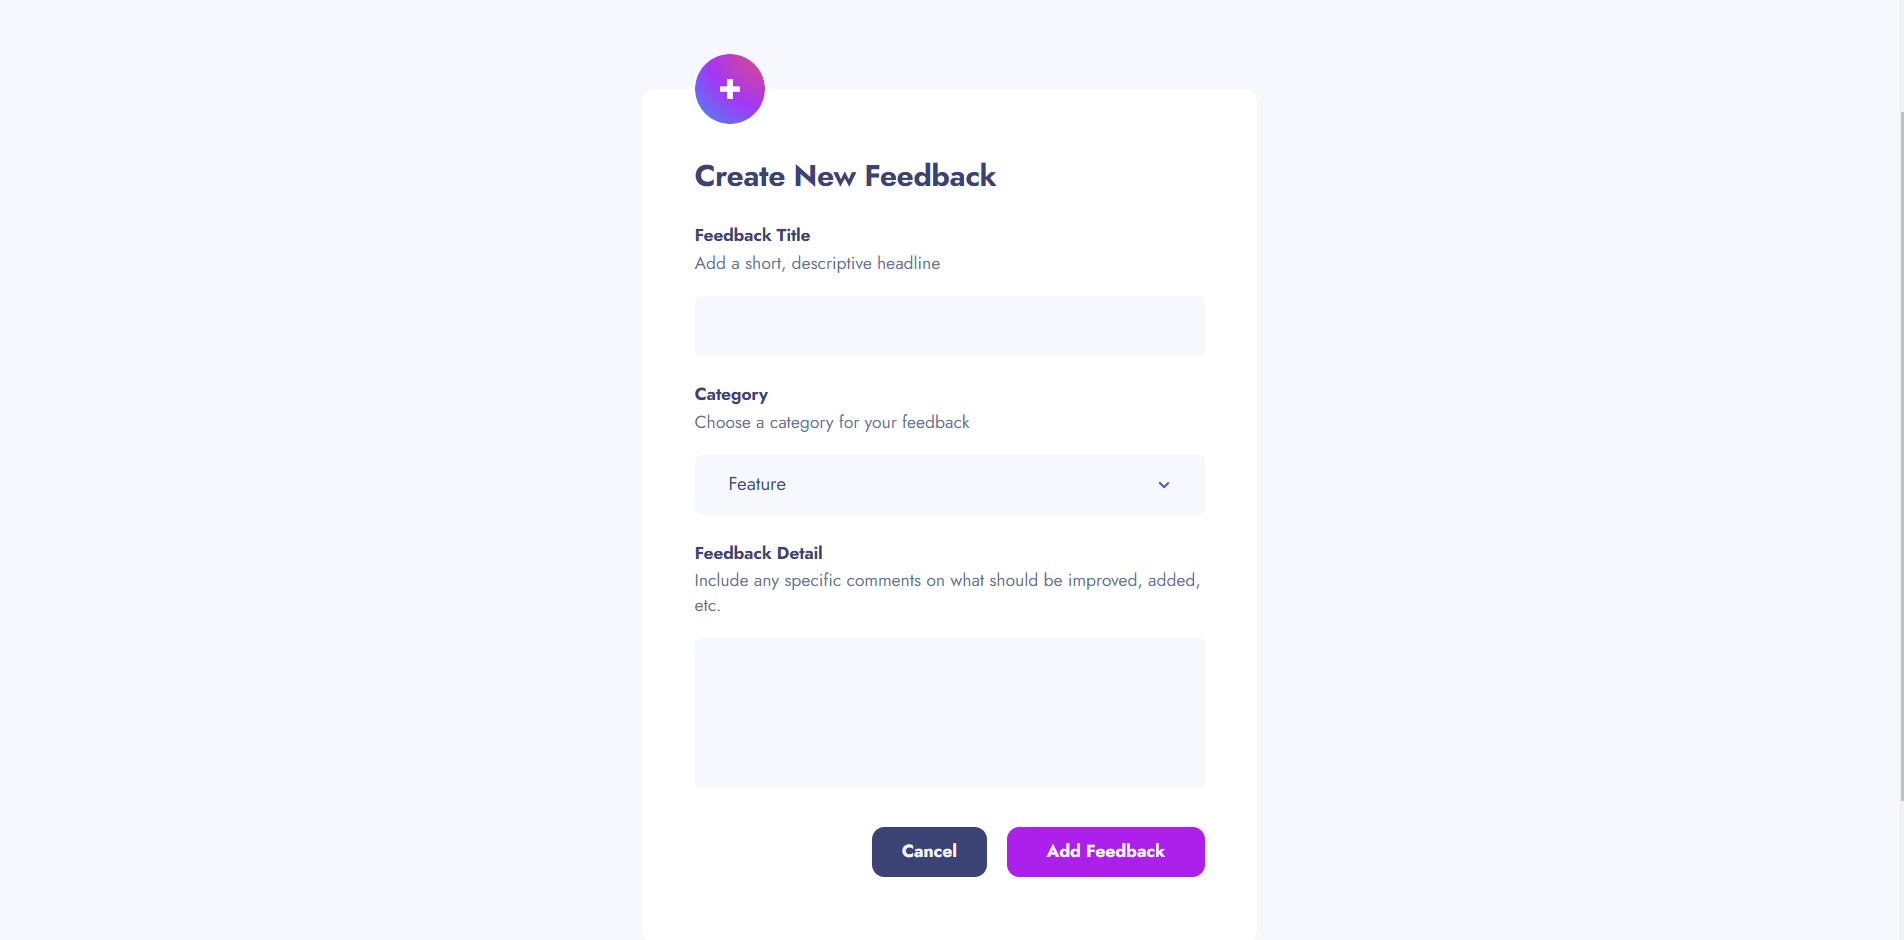 Create New Feedback
Feedback Title
Add a short, descriptive headline
Category
Choose a category for your feedback
Feature
Feedback Detail
Include any specific comments on what should be improved, added,
etc.
Cancel
Add Feedback